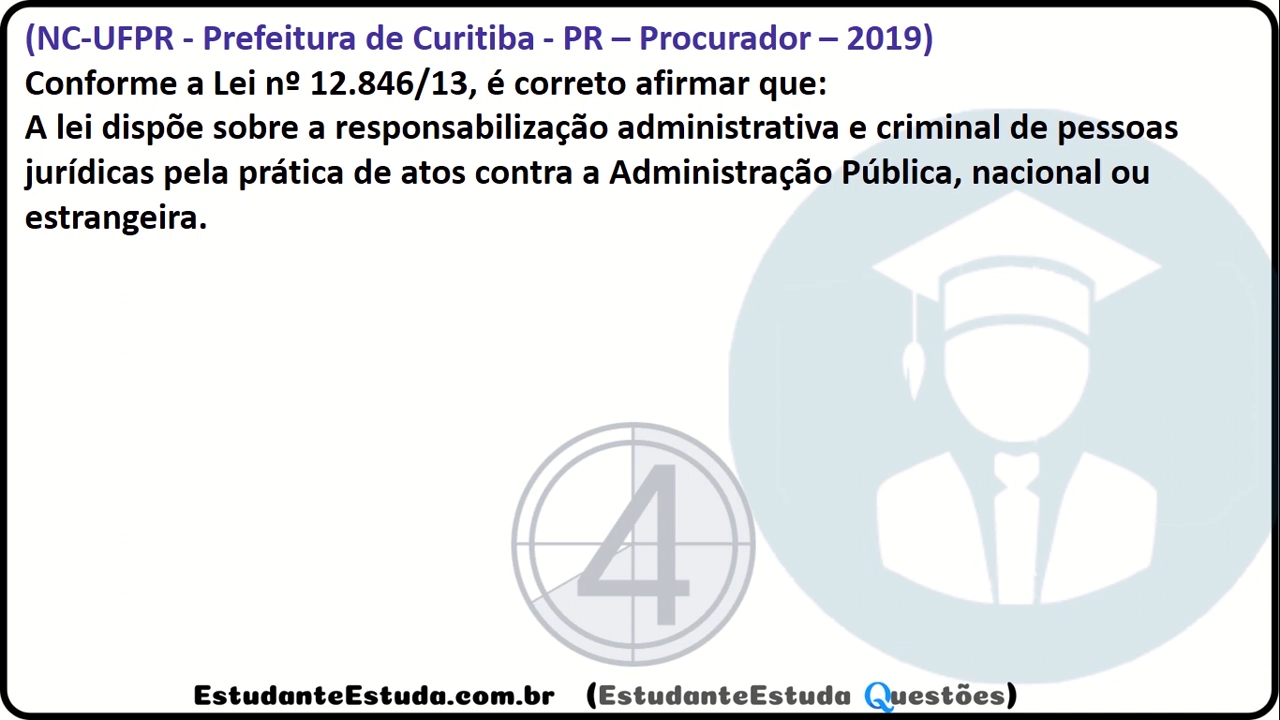 (NC-UFPR - Prefeitura de Curitiba - PR – Procurador – 2019)
Conforme a Lei nº 12.846/13, é correto afirmar que:
A lei dispõe sobre a responsabilização administrativa e criminal de pessoas
jurídicas pela prática de atos contra a Administração Pública, nacional ou
estrangeira.
4
EstudanteEstuda.com.br (EstudanteEstuda Questões)